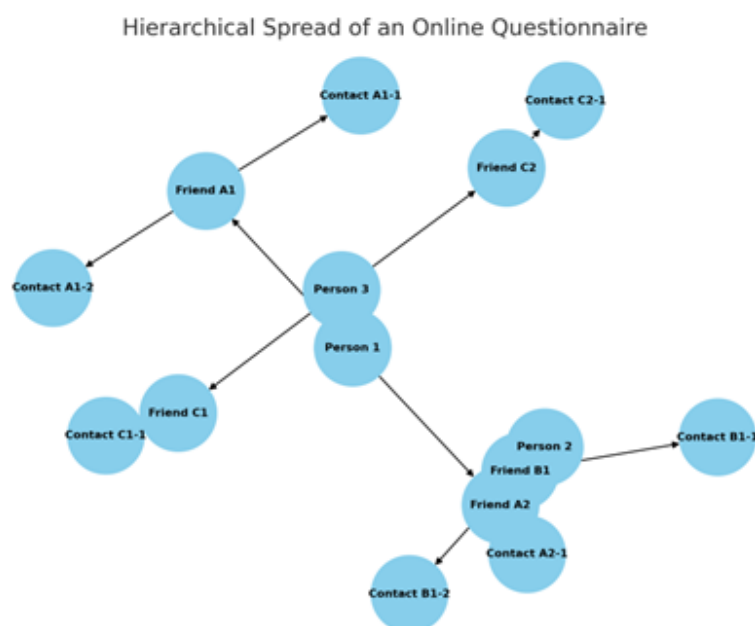 Hierarchical Spread of an Online Questionnaire
Contact A1-1
Contact C2-1
Friend C2
Friend A1
Contact A1-2
Person 3
Person 1
Friend C1
Contact C1-1
Person 2
Contact B1-1
Friend B1
Friend A2
Contact A2-1
Contact B1-2